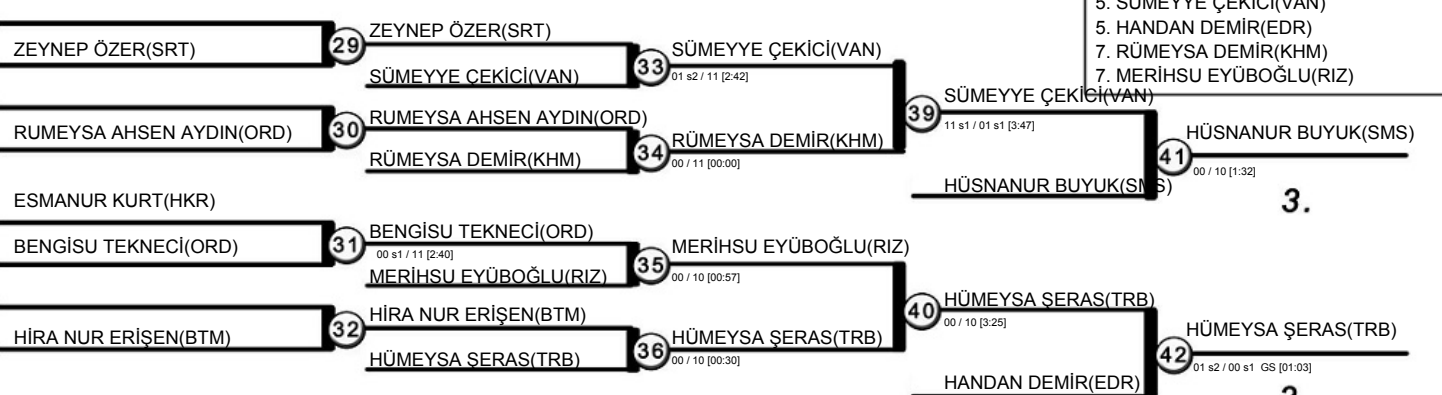 5. SÜMEYYE ÇEKİCİ(VAN)
5. HANDAN DEMİR(EDR)
7. RÜMEYSA DEMİR(KHM)
7. MERİHSU EYÜBOĞLU(RIZ)
ZEYNEP ÖZER(SRT)
29
ZEYNEP ÖZER(SRT)
SÜMEYYE ÇEKİCİ(VAN)
33
SÜMEYYE ÇEKİCİ(VAN)
01 s2 / 11 [2:42]
RUMEYSA AHSEN AYDIN(ORD)
30
RUMEYSA AHSEN AYDIN(ORD)
RÜMEYSA DEMİR(KHM)
34
RÜMEYSA DEMİR(KHM)
00 / 11 [00:00]
39
SÜMEYYE ÇEKİCİ(VAN)
11 s1 / 01 s1 [3:47]
HÜSNANUR BUYUK(SMS)
41
HÜSNANUR BUYUK(SMS)
00 / 10 [1:32]
3.
ESMANUR KURT(HKR)
BENGİSU TEKNECİ(ORD)
31
BENGİSU TEKNECİ(ORD)
00 s1 / 11 [2:40]
MERİHSU EYÜBOĞLU(RIZ)
35
MERİHSU EYÜBOĞLU(RIZ)
00 / 10 [00:57]
HİRA NUR ERİŞEN(BTM)
32
HİRA NUR ERİŞEN(BTM)
HÜMEYSA ŞERAS(TRB)
36
HÜMEYSA ŞERAS(TRB)
00 / 10 [00:30]
40
HÜMEYSA ŞERAS(TRB)
00 / 10 [3:25]
HANDAN DEMİR(EDR)
42
HÜMEYSA ŞERAS(TRB)
01 s2 / 00 s1 GS [01:03]